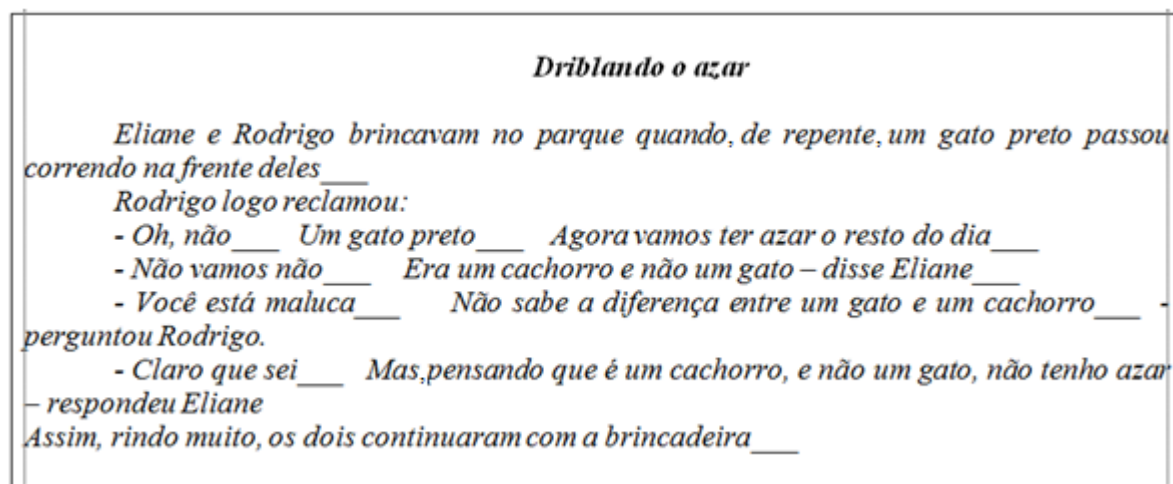 Driblando o azar
Eliane e Rodrigo brincavam no parque quando, de repente, um gato preto passou
correndo na frente deles___
Rodrigo logo reclamou:
- Oh, não___ Um gato preto___ Agora vamos ter azar o resto do dia___
- Não vamos não___ Era um cachorro e não um gato – disse Eliane___
- Você está maluca___ Não sabe a diferença entre um gato e um cachorro___ -
perguntou Rodrigo.
- Claro que sei___ Mas,pensando que é um cachorro, e não um gato, não tenho azar
– respondeu Eliane
Assim, rindo muito, os dois continuaram com a brincadeira___